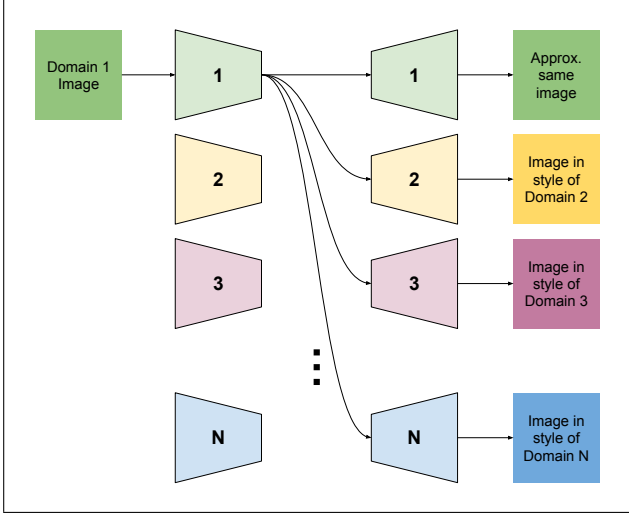 Domain 1
Image
1
1
Approx.
same
image
2
2
Image in
style of
Domain 2
3
3
Image in
style of
Domain 3
N
N
Image in
style of
Domain N